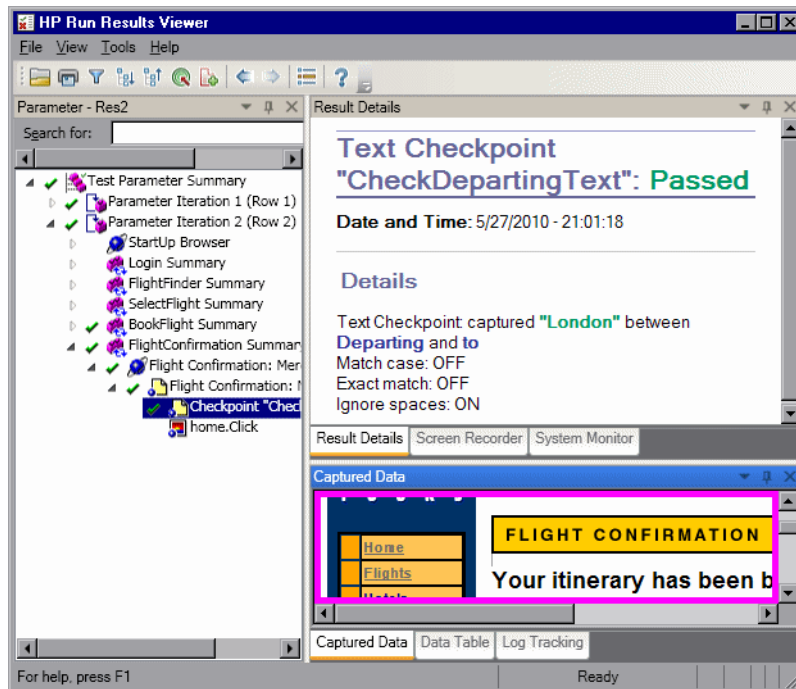 HP Run Results Viewer
File View Tools Help
Parameter - Res2
Search for:
Test Parameter Summary
Parameter Iteration 1 (Row 1)
Parameter Iteration 2 (Row 2)
StartUp Browser
Login Summary
FlightFinder Summary
SelectFlight Summary
BookFlight Summary
FlightConfirmation Summar
Flight Confirmation: Mer
Flight Confirmation: M
Checkpoint "Chec
home.Click
Result Details
Text Checkpoint
"CheckDepartingText": Passed
Date and Time: 5/27/2010 - 21:01:18
Details
Text Checkpoint: captured "London" between
Departing and to
Match case: OFF
Exact match: OFF
Ignore spaces: ON
Result Details Screen Recorder System Monitor
Captured Data
Home
Flights
Hotels
FLIGHT CONFIRMATION
Your itinerary has been b
Captured Data Data Table Log Tracking
For help, press F1
Ready